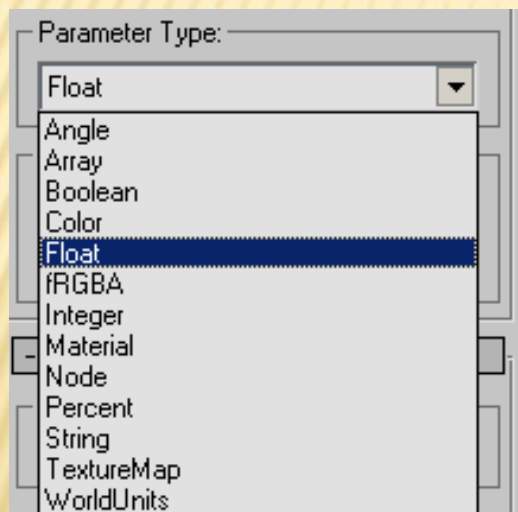 Parameter Type:
Float
Angle
Array
Boolean
Color
Float
fRGBA
Integer
Material
Node
Percent
String
TextureMap
WorldUnits